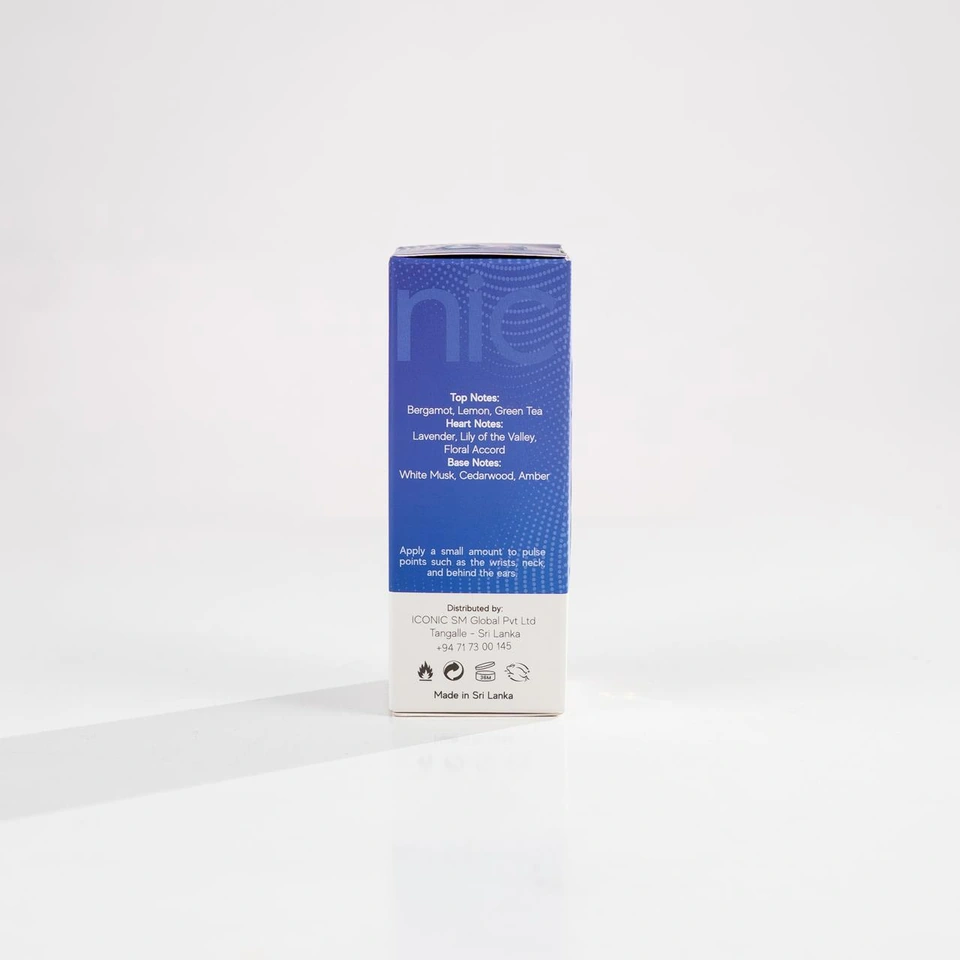 nic
Top Notes:
Bergamot, Lemon, Green Tea
Heart Notes:
Lavender, Lily of the Valley,
Floral Accord
Base Notes:
White Musk, Cedarwood, Amber
Apply a small amount to pulse
points such as the wrists, neck,
and behind the ears.
Distributed by:
ICONIC SM Global Pvt Ltd
Tangalle - Sri Lanka
+94 71 73 00 145
Made in Sri Lanka